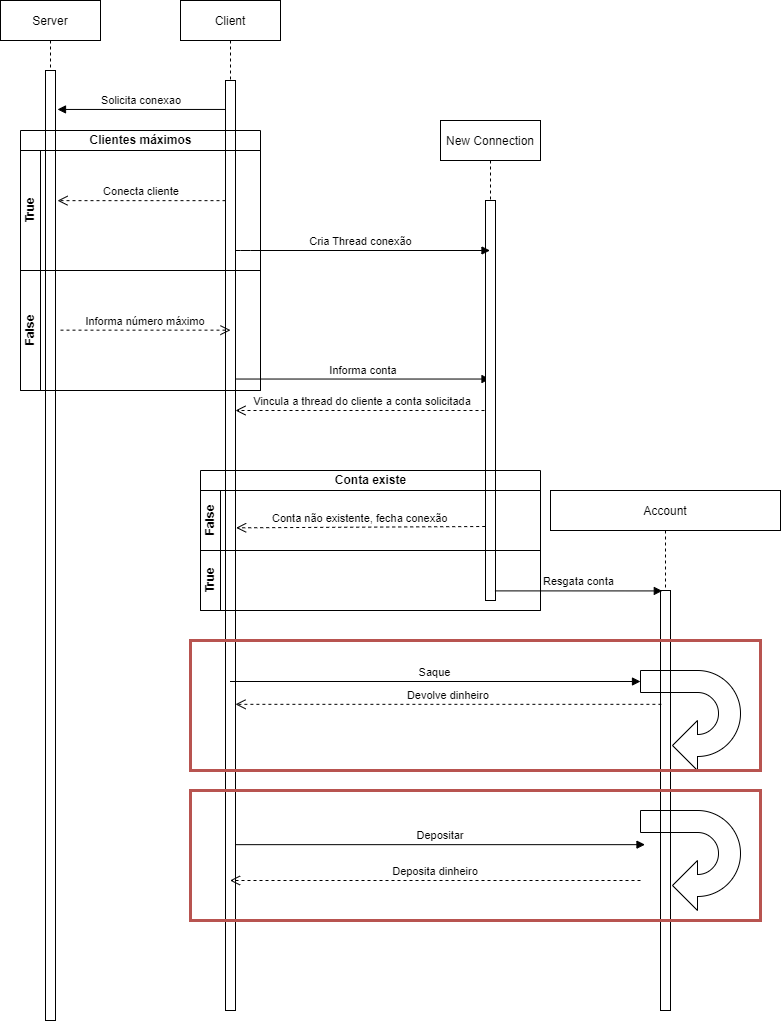 Server
Client
Solicita conexao
Clientes máximos
New Connection
True
Conecta cliente
Cria Thread conexão
False
Informa número máximo
Informa conta
Vincula a thread do cliente a conta solicitada
Conta existe
False
Conta não existente, fecha conexão
Account
True
Resgata conta
Saque
Devolve dinheiro
Depositar
Deposita dinheiro